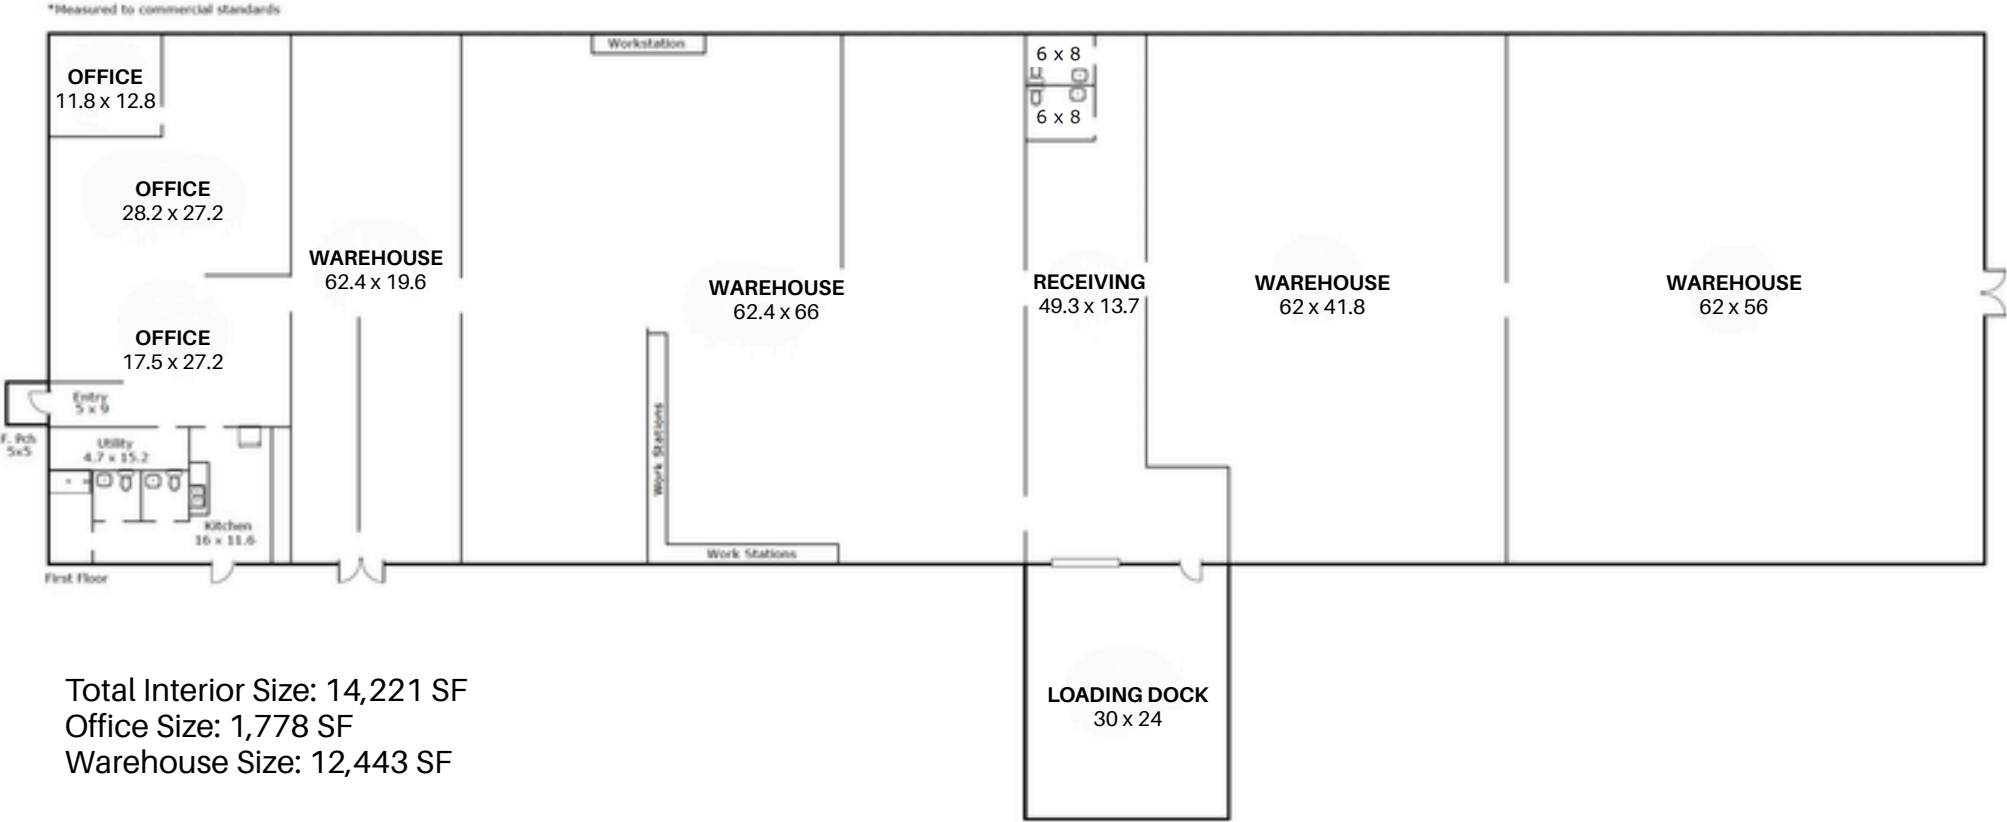 *Measured to commercial standards
OFFICE
11.8 x 12.8
OFFICE
28.2 x 27.2
OFFICE
17.5 x 27.2
Entry
5 x 9
F. Pch
5x5
Utility
4.7 x 15.2
Kitchen
16 x 11.6
First Floor
WAREHOUSE
62.4 x 19.6
Workstation
WAREHOUSE
62.4 x 66
Work Stations
Work Stations
6 x 8
6 x 8
RECEIVING
49.3 x 13.7
WAREHOUSE
62 x 41.8
WAREHOUSE
62 x 56
LOADING DOCK
30 x 24
Total Interior Size: 14,221 SF
Office Size: 1,778 SF
Warehouse Size: 12,443 SF